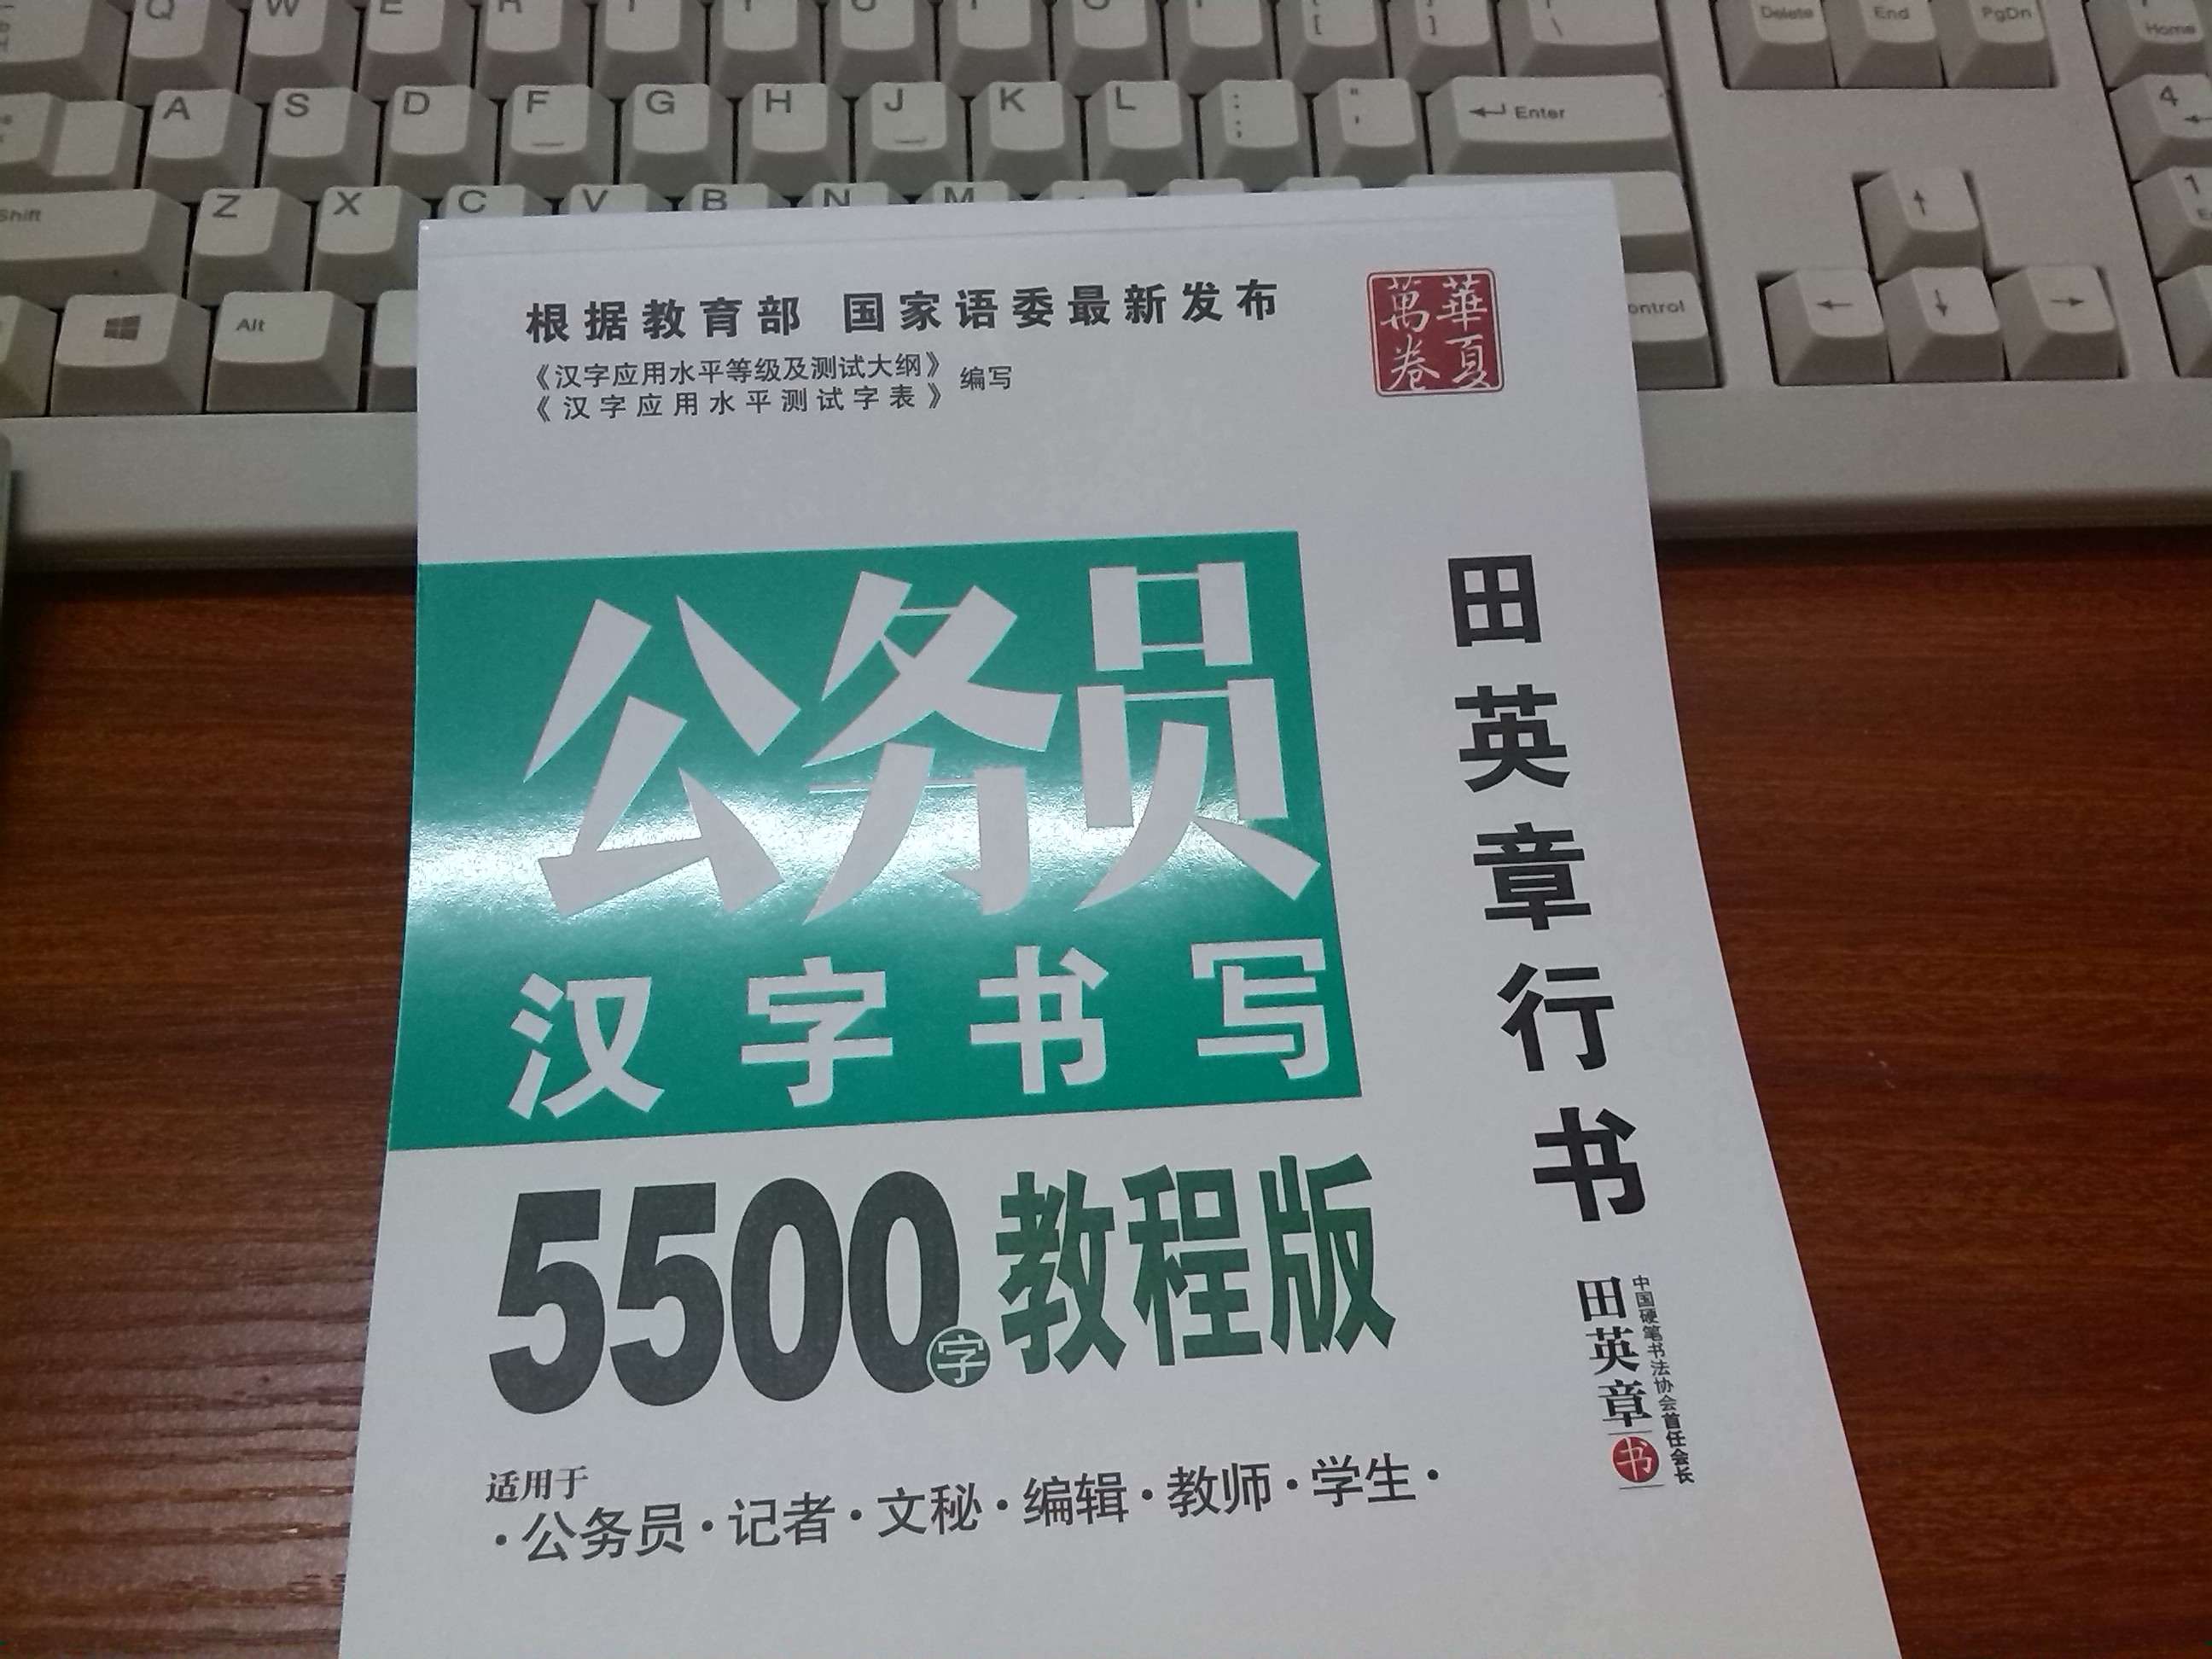 Q W E R T Y U I O P [ ] \
Delete End PgDn
Home
A S D F G H J K L : ; " ' Enter
4
Shift Z X C V B N M
1
Alt
根据教育部 国家语委最新发布
《汉字应用水平等级及测试大纲》
《汉字应用水平测试字表》
编写
華夏
萬卷
公务员
汉字书写
5500字教程版
适用于
·公务员·记者·文秘·编辑·教师·学生·
田英章行书
中国硬笔书法协会首任会长
田英章书